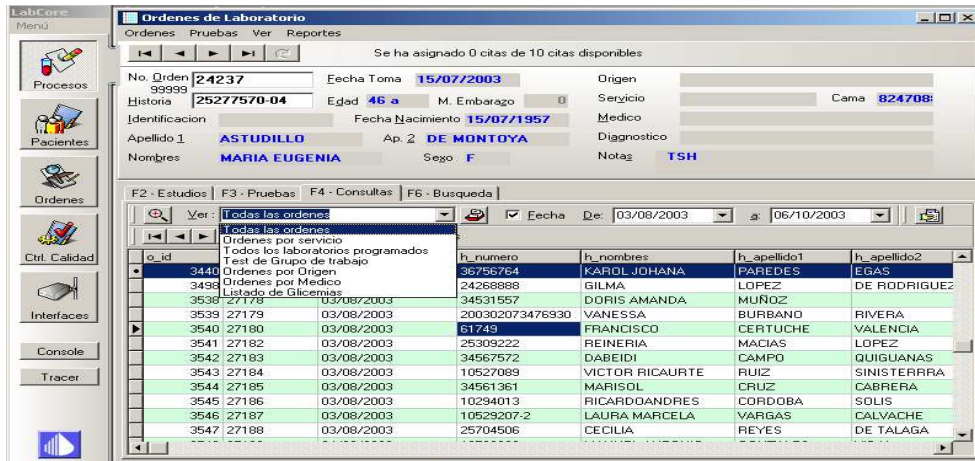 LabCore
Menú
Procesos
Pacientes
Ordenes
Ctrl. Calidad
Interfaces
Console
Tracer
Ordenes de Laboratorio
Ordenes Pruebas Ver Reportes
Se ha asignado 0 citas de 10 citas disponibles
No. Orden 24237 Fecha Toma 15/07/2003 Origen
99999
Historia 25277570-04 Edad 46 a M. Embarazo 0 Servicio Cama 824708
Identificacion Fecha Nacimiento 15/07/1957 Medico
Apellido 1 ASTUDILLO Ap. 2 DE MONTOYA Diagnostico
Nombres MARIA EUGENIA Sexo F Notas TSH
F2 - Estudios F3 - Pruebas F4 - Consultas F6 - Busqueda
Ver: Todas las ordenes Fecha De: 03/08/2003 a: 06/10/2003
Todas las ordenes
Ordenes por servicio
Todos los laboratorios programados
Test de Grupo de trabajo
Ordenes por Origen
Ordenes por Medico
Listado de Glicemias
o_id h_numero h_nombres h_apellido1 h_apellido2
3440 36756764 KAROL JOHANA PAREDES EGAS
3498 24268888 GILMA LOPEZ DE RODRIGUEZ
3538 27178 03/08/2003 34531557 DORIS AMANDA MUÑOZ
3539 27179 03/08/2003 200302073476930 VANESSA BURBANO RIVERA
3540 27180 03/08/2003 61749 FRANCISCO CERTUCHE VALENCIA
3541 27182 03/08/2003 25309222 REINERIA MACIAS LOPEZ
3542 27183 03/08/2003 34567572 DABEIDI CAMPO QUIGUANAS
3543 27184 03/08/2003 10527089 VICTOR RICAURTE RUIZ SINISTERRRA
3544 27185 03/08/2003 34561361 MARISOL CRUZ CABRERA
3545 27186 03/08/2003 10294013 RICARDOANDRES CORDOBA SOLIS
3546 27187 03/08/2003 10529207-2 LAURA MARCELA VARGAS CALVACHE
3547 27188 03/08/2003 25704506 CECILIA REYES DE TALAGA